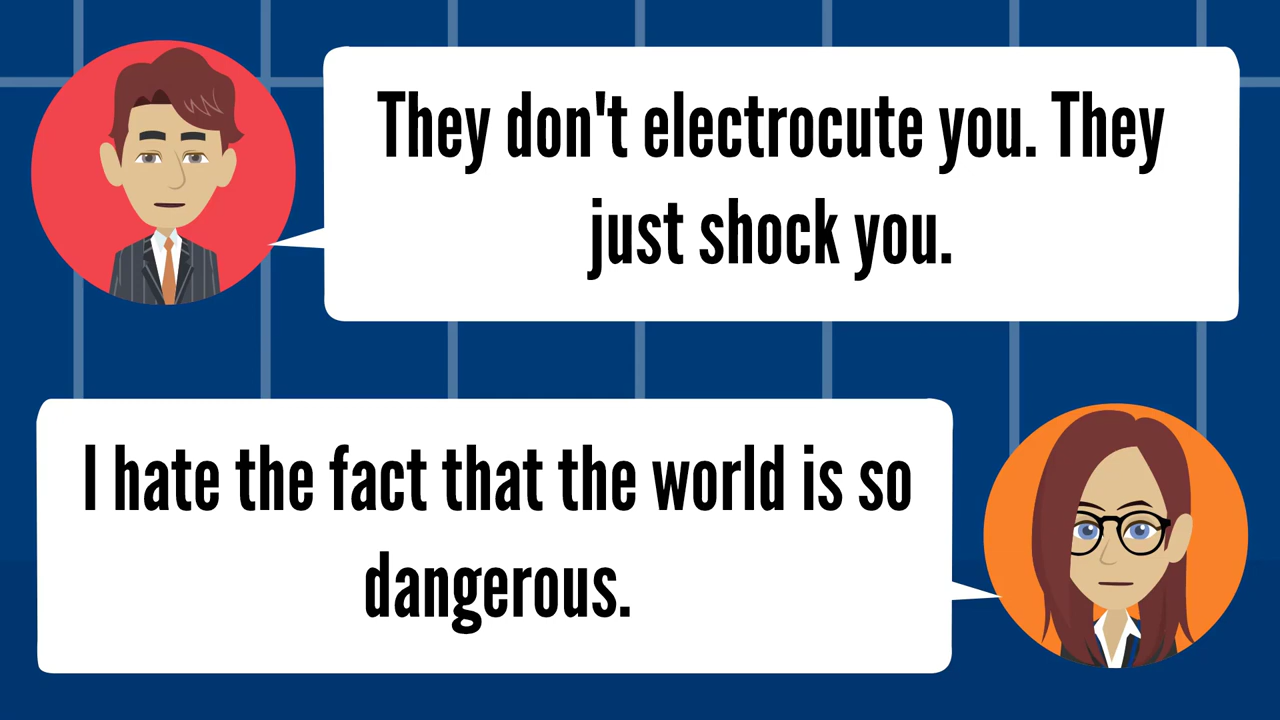 They don't electrocute you. They
just shock you.
I hate the fact that the world is so
dangerous.